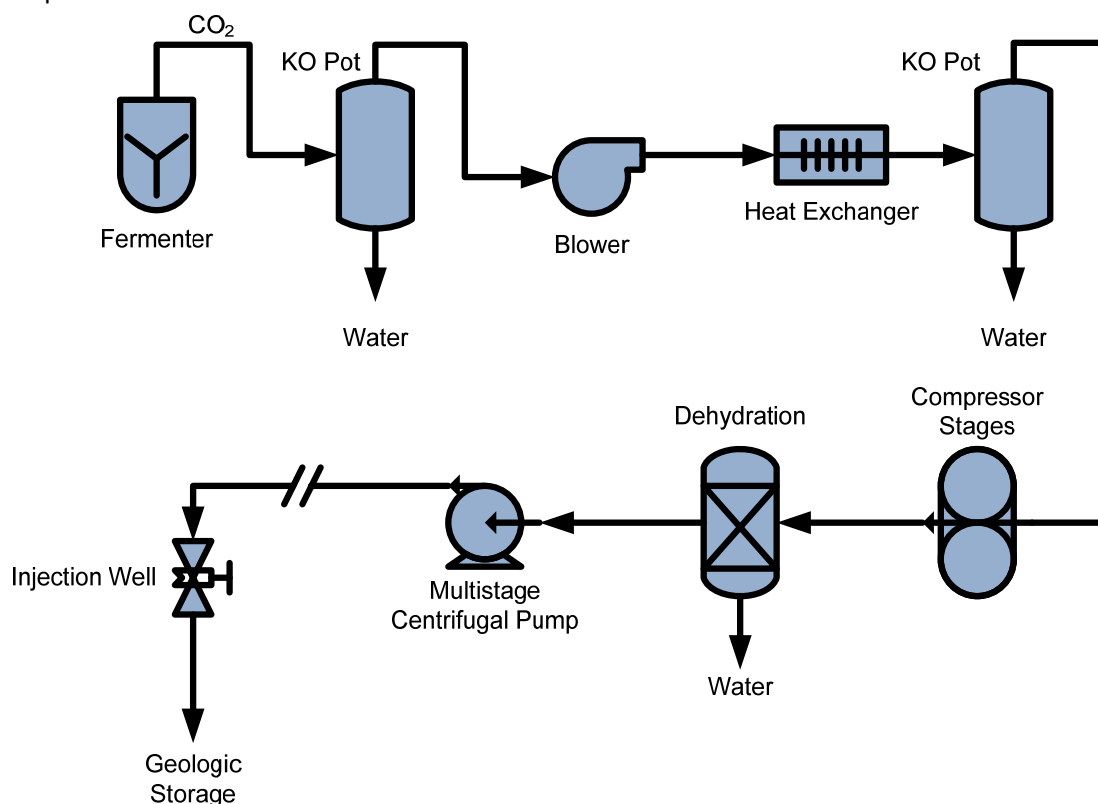 CO₂
KO Pot
KO Pot
Fermenter
Blower
Heat Exchanger
Water
Water
Compressor
Stages
Dehydration
Injection Well
Multistage
Centrifugal Pump
Water
Geologic
Storage